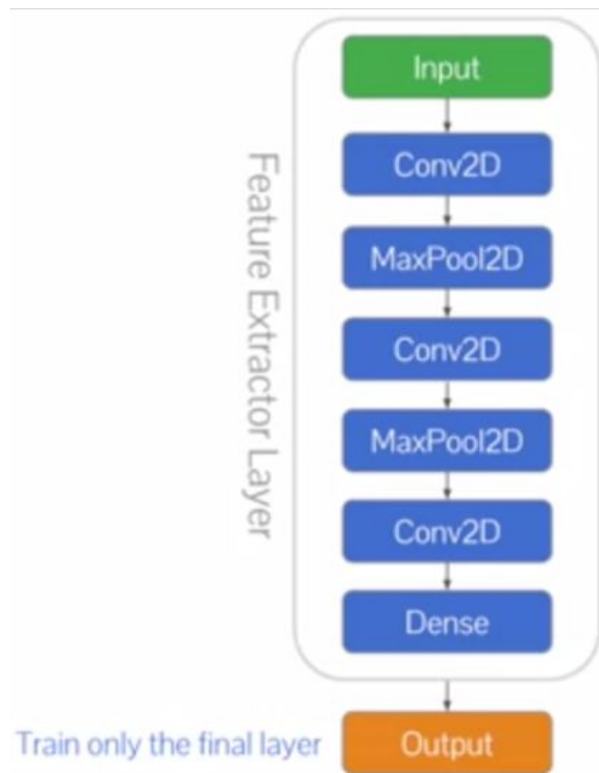 Input
Conv2D
MaxPool2D
Conv2D
MaxPool2D
Conv2D
Dense
Feature Extractor Layer
Train only the final layer
Output